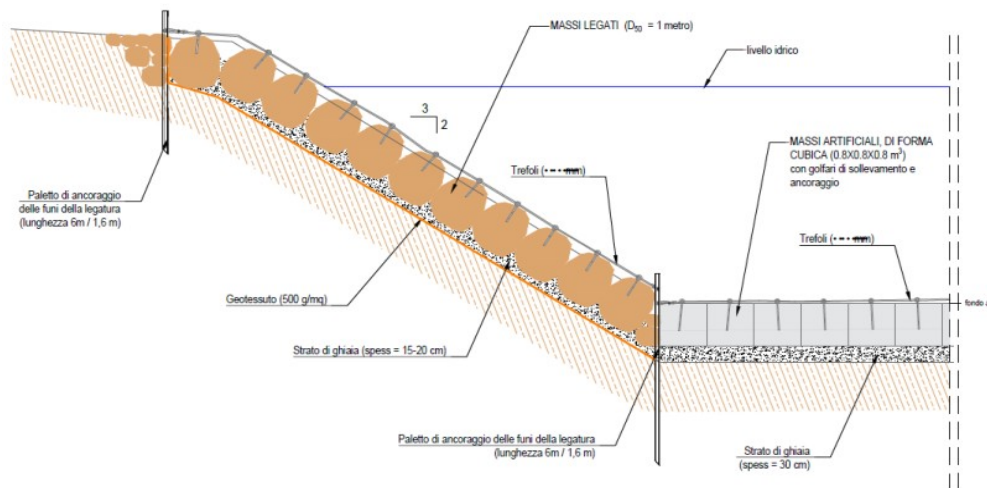 MASSI LEGATI (D50 = 1 metro)
livello idrico
3
2
MASSI ARTIFICIALI, DI FORMA
CUBICA (0.8X0.8X0.8 m³)
con golfari di sollevamento e
ancoraggio
Trefoli (
Paletto di ancoraggio
delle funi della legatura
(lunghezza 6m / 1,6 m)
Trefoli (
Geotessuto (500 g/mq)
fondo
Strato di ghiaia (spess = 15-20 cm)
Paletto di ancoraggio delle funi della legatura
(lunghezza 6m / 1,6 m)
Strato di ghiaia
(spess = 30 cm)